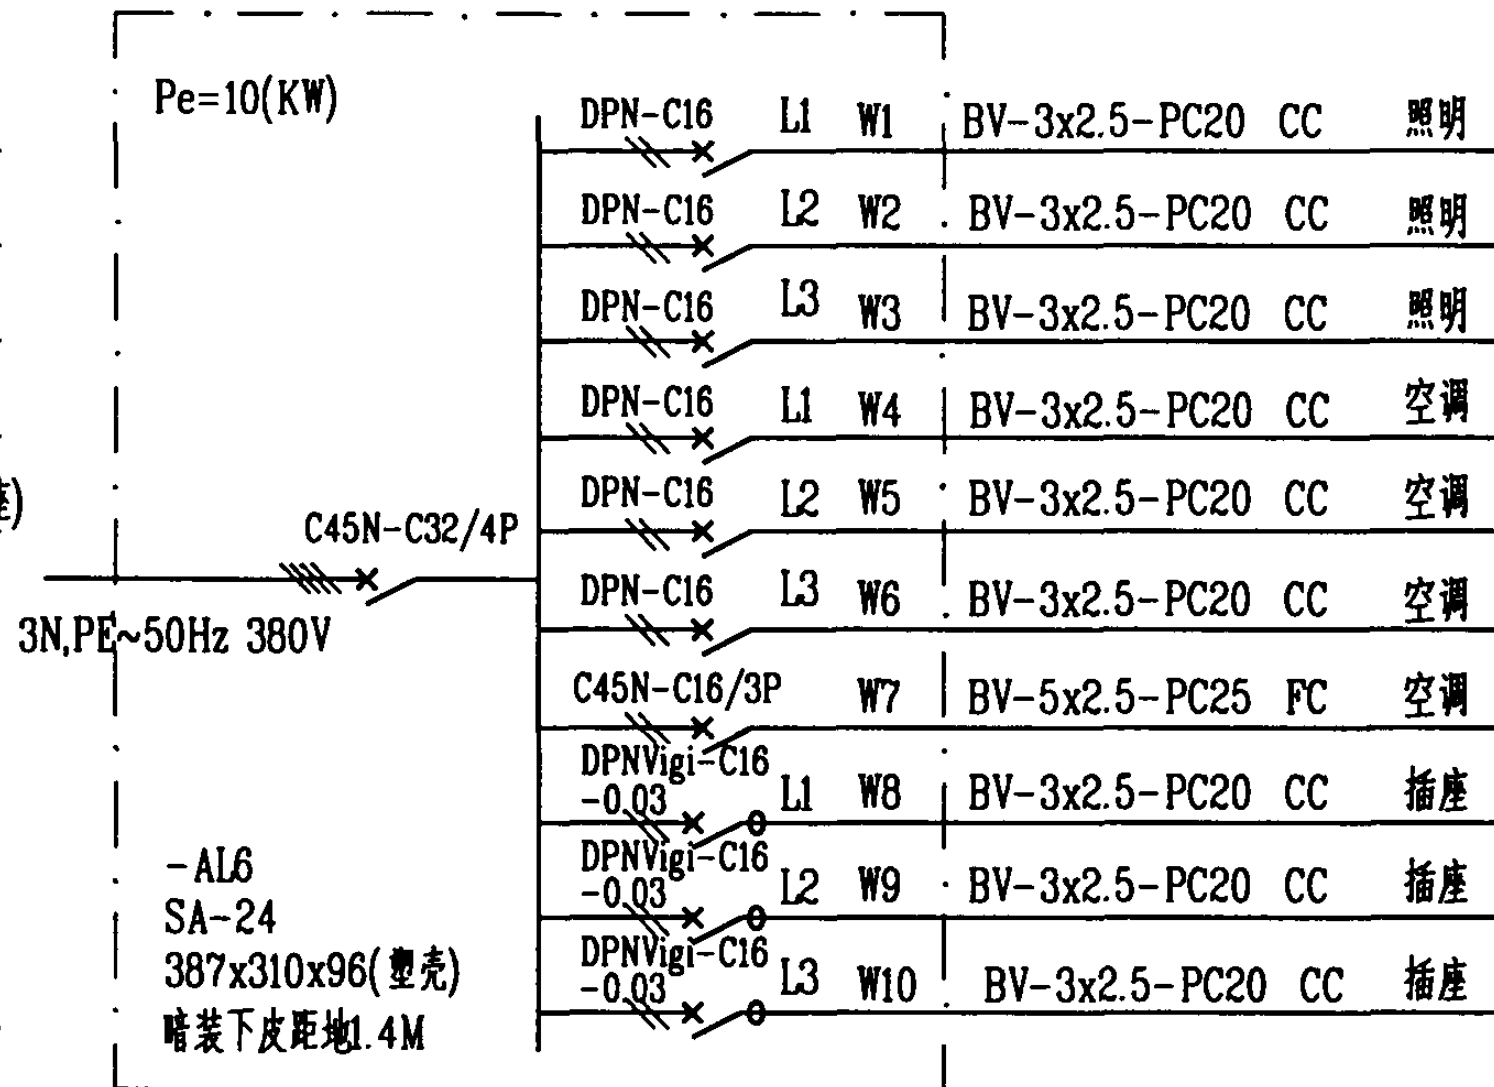 Pe=10(KW)
DPN-C16 L1 W1 BV-3x2.5-PC20 CC 照明
DPN-C16 L2 W2 BV-3x2.5-PC20 CC 照明
DPN-C16 L3 W3 BV-3x2.5-PC20 CC 照明
DPN-C16 L1 W4 BV-3x2.5-PC20 CC 空调
DPN-C16 L2 W5 BV-3x2.5-PC20 CC 空调
C45N-C32/4P
DPN-C16 L3 W6 BV-3x2.5-PC20 CC 空调
3N,PE~50Hz 380V
C45N-C16/3P W7 BV-5x2.5-PC25 FC 空调
DPNVigi-C16
-0.03 L1 W8 BV-3x2.5-PC20 CC 插座
DPNVigi-C16
-0.03 L2 W9 BV-3x2.5-PC20 CC 插座
DPNVigi-C16
-0.03 L3 W10 BV-3x2.5-PC20 CC 插座
-AL6
SA-24
387x310x96(塑壳)
暗装下皮距地1.4M